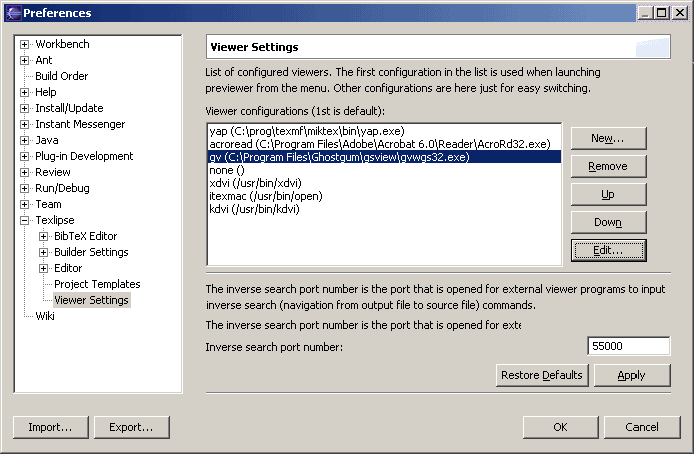 Preferences
Workbench
Ant
Build Order
Help
Install/Update
Instant Messenger
Java
Plug-in Development
Review
Run/Debug
Team
Texlipse
BibTeX Editor
Builder Settings
Editor
Project Templates
Viewer Settings
Wiki
Viewer Settings
List of configured viewers. The first configuration in the list is used when launching
previewer from the menu. Other configurations are here just for easy switching.
Viewer configurations (1st is default):
yap (C:\prog\texmf\miktex\bin\yap.exe)
acroread (C:\Program Files\Adobe\Acrobat 6.0\Reader\AcroRd32.exe)
gv (C:\Program Files\Ghostgum\gsview\gvwgs32.exe)
none ()
xdvi (/usr/bin/xdvi)
itexmac (/usr/bin/open)
kdvi (/usr/bin/kdvi)
New...
Remove
Up
Down
Edit...
The inverse search port number is the port that is opened for external viewer programs to input
inverse search (navigation from output file to source file) commands.
The inverse search port number is the port that is opened for exte
Inverse search port number:
55000
Restore Defaults
Apply
Import...
Export...
OK
Cancel